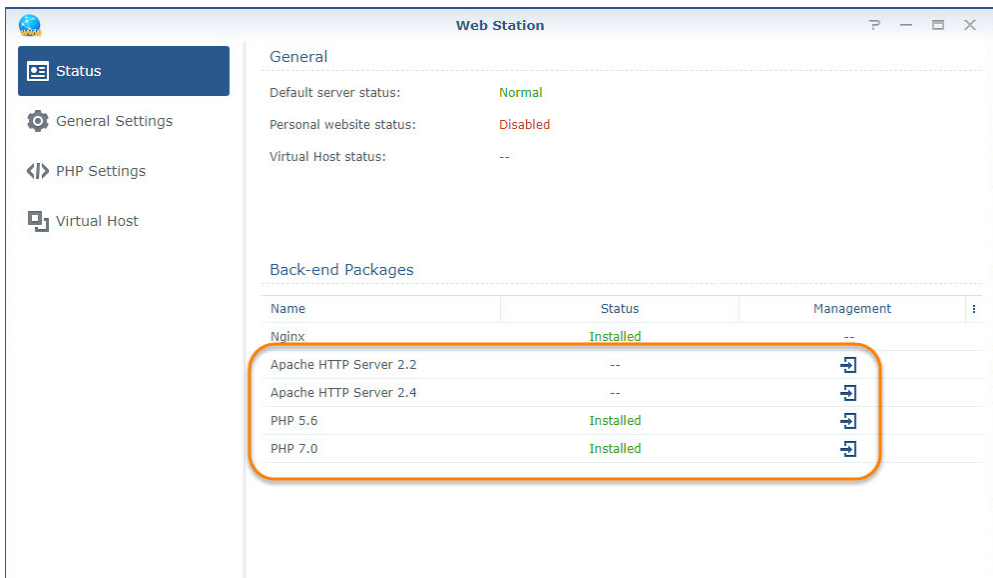 Web Station
Status
General Settings
PHP Settings
Virtual Host
General
Default server status: Normal
Personal website status: Disabled
Virtual Host status: --
Back-end Packages
Name Status Management
Nginx Installed --
Apache HTTP Server 2.2 --
Apache HTTP Server 2.4 --
PHP 5.6 Installed
PHP 7.0 Installed